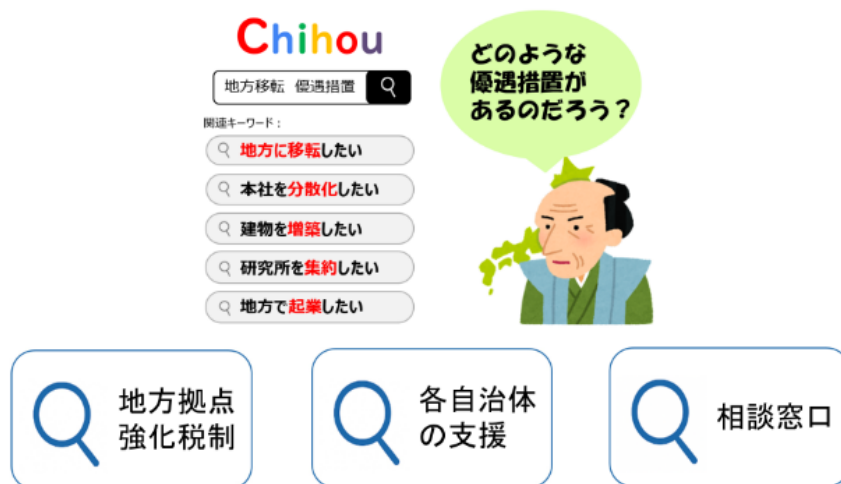 Chihou
地方移転 優遇措置
関連キーワード：
地方に移転したい
本社を分散化したい
建物を増築したい
研究所を集約したい
地方で起業したい
どのような
優遇措置が
あるのだろう？
地方拠点
強化税制
各自治体
の支援
相談窓口